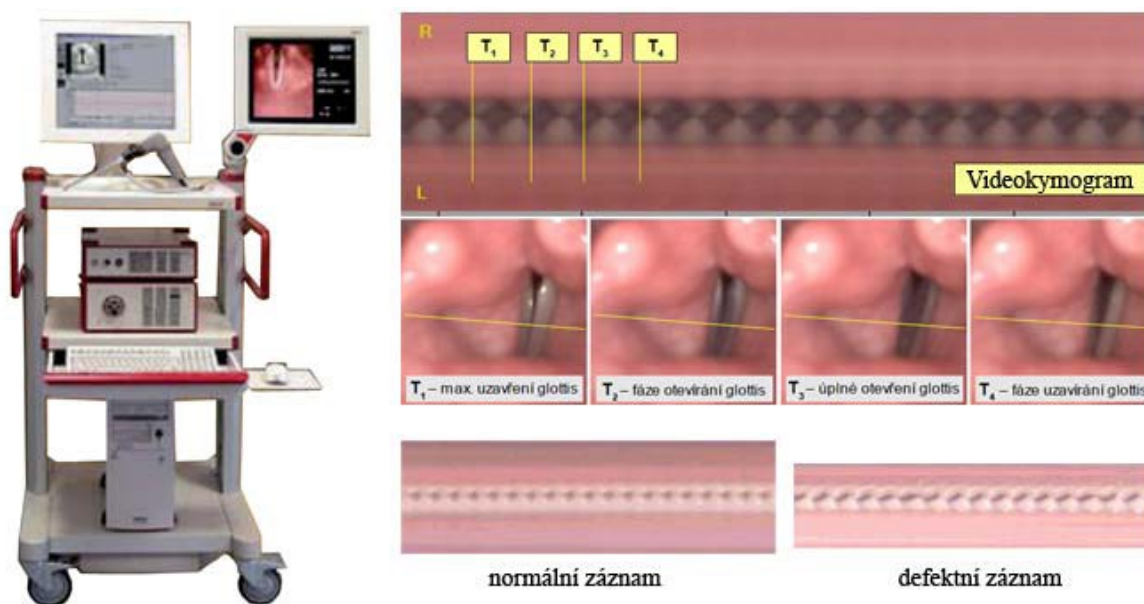 R
T1 T2 T3 T4
L
Videokymogram
T1 – max. uzavření glottis
T2 – fáze otevírání glottis
T3 – úplné otevření glottis
T4 – fáze uzavírání glottis
normální záznam
defektní záznam